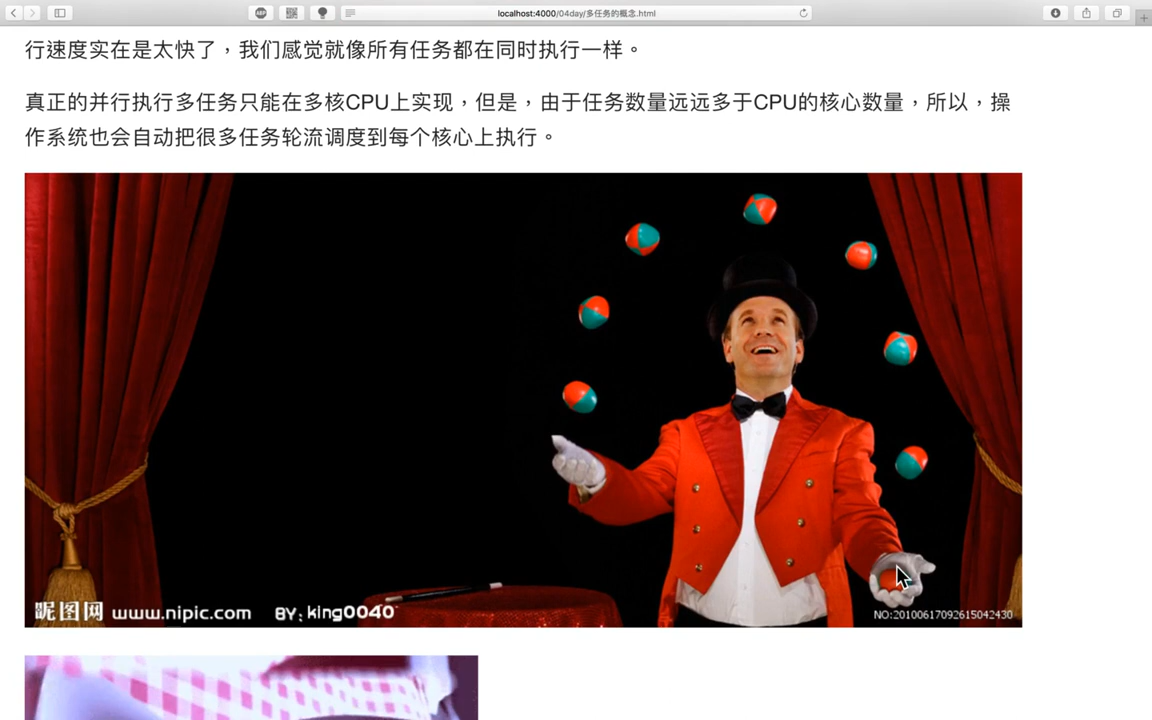 ABP
localhost:4000/04day/多任务的概念.html
行速度实在是太快了，我们感觉就像所有任务都在同时执行一样。
真正的并行执行多任务只能在多核CPU上实现，但是，由于任务数量远远多于CPU的核心数量，所以，操
作系统也会自动把很多任务轮流调度到每个核心上执行。
昵图网 www.nipic.com BY:king0040
NO:20100617092615042430